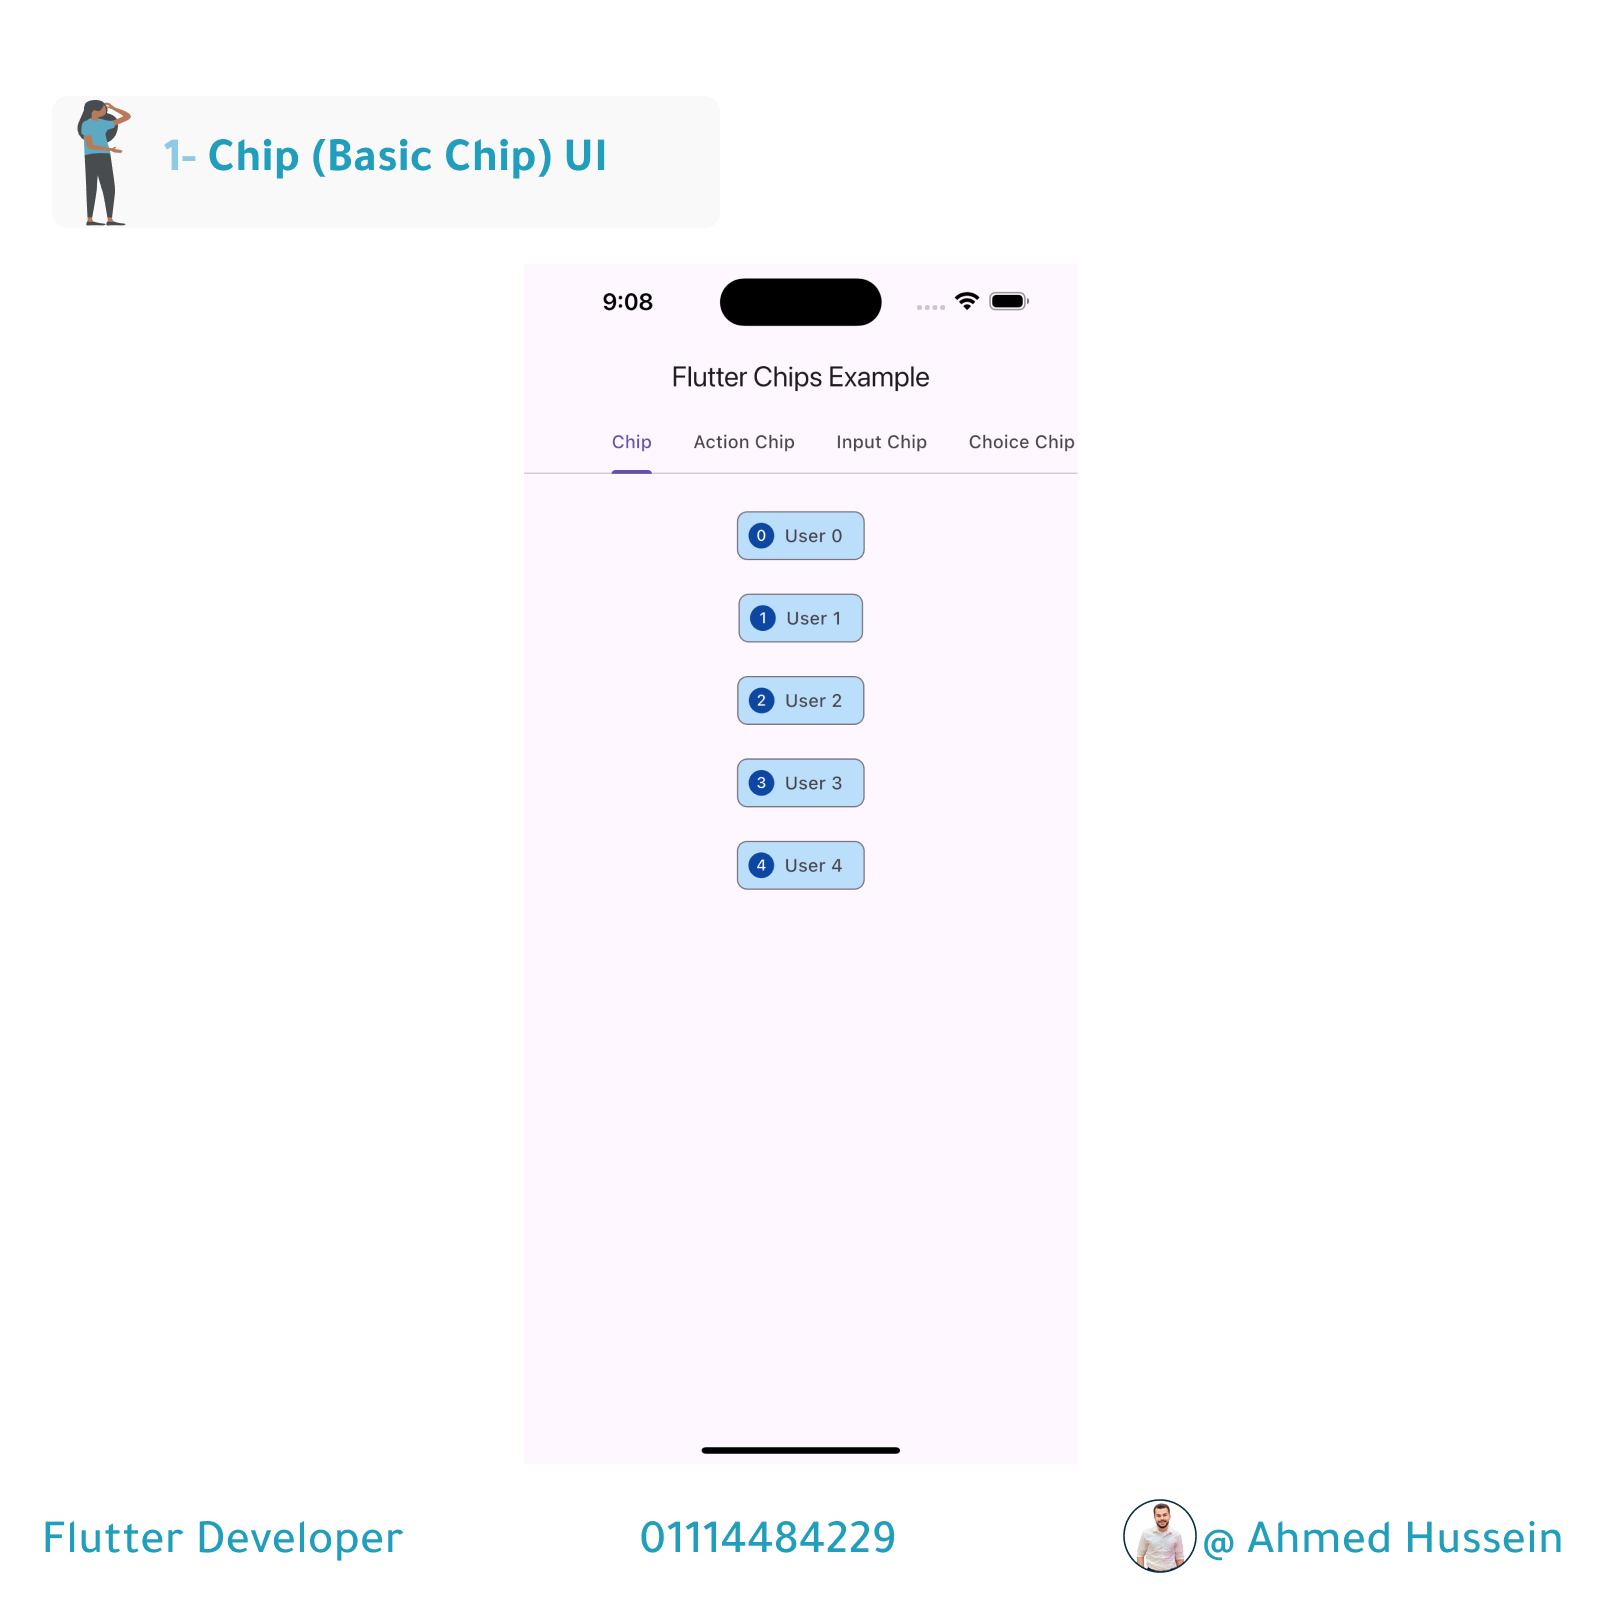 1- Chip (Basic Chip) UI
9:08
Flutter Chips Example
Chip Action Chip Input Chip Choice Chip
0 User 0
1 User 1
2 User 2
3 User 3
4 User 4
Flutter Developer 01114484229 @ Ahmed Hussein